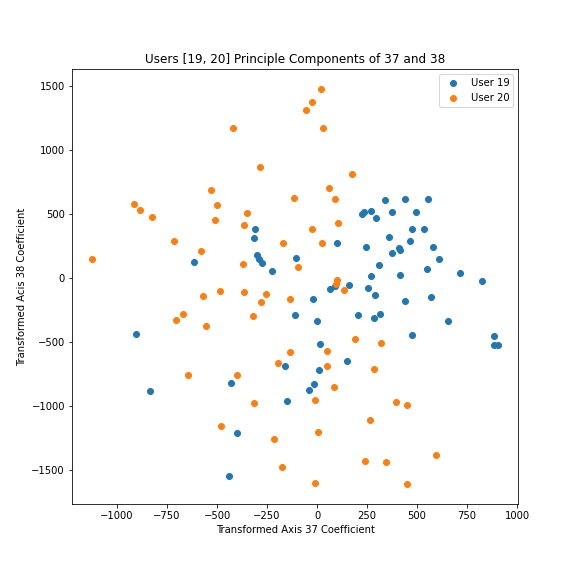 Users [19, 20] Principle Components of 37 and 38
User 19
User 20
Transformed Acis 38 Coefficient
1500
1000
500
0
−500
−1000
−1500
−1000 −750 −500 −250 0 250 500 750 1000
Transformed Axis 37 Coefficient